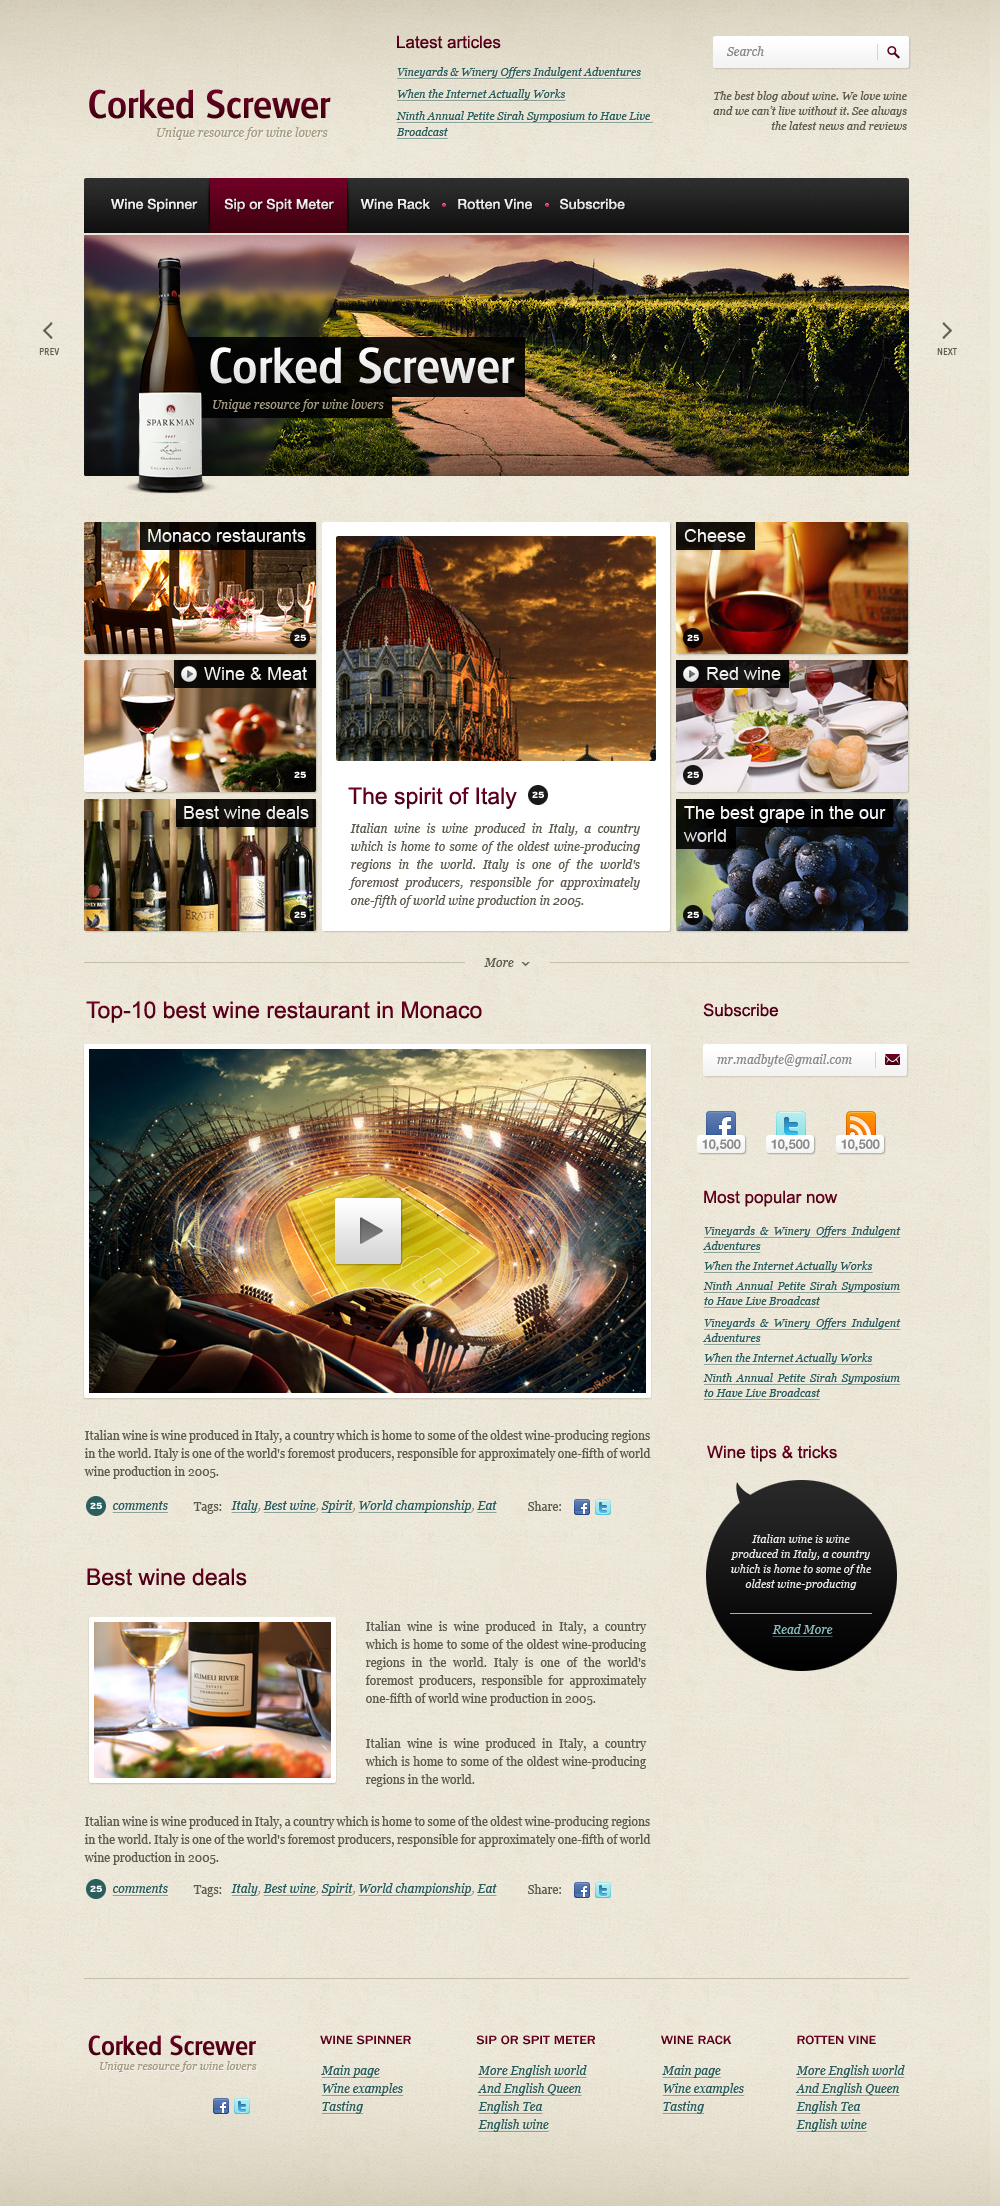 Latest articles
Search
Vineyards & Winery Offers Indulgent Adventures
When the Internet Actually Works
Ninth Annual Petite Sirah Symposium to Have Live
Broadcast
The best blog about wine. We love wine
and we can't live without it. See always
the latest news and reviews
Corked Screwer
Unique resource for wine lovers
Wine Spinner
Sip or Spit Meter
Wine Rack
Rotten Vine
Subscribe
PREV
NEXT
Corked Screwer
Unique resource for wine lovers
SPARKMAN
2007
COLUMBIA VALLEY
Monaco restaurants
25
Wine & Meat
25
Best wine deals
ERATH
25
The spirit of Italy 25
Italian wine is wine produced in Italy, a country
which is home to some of the oldest wine-producing
regions in the world. Italy is one of the world's
foremost producers, responsible for approximately
one-fifth of world wine production in 2005.
Cheese
25
Red wine
25
The best grape in the our
world
25
More
Top-10 best wine restaurant in Monaco
PIÑATA
Italian wine is wine produced in Italy, a country which is home to some of the oldest wine-producing regions
in the world. Italy is one of the world's foremost producers, responsible for approximately one-fifth of world
wine production in 2005.
25 comments Tags: Italy, Best wine, Spirit, World championship, Eat Share:
Best wine deals
KUMEU RIVER
ESTATE
CHARDONNAY
Italian wine is wine produced in Italy, a country
which is home to some of the oldest wine-producing
regions in the world. Italy is one of the world's
foremost producers, responsible for approximately
one-fifth of world wine production in 2005.
Italian wine is wine produced in Italy, a country
which is home to some of the oldest wine-producing
regions in the world.
Italian wine is wine produced in Italy, a country which is home to some of the oldest wine-producing regions
in the world. Italy is one of the world's foremost producers, responsible for approximately one-fifth of world
wine production in 2005.
25 comments Tags: Italy, Best wine, Spirit, World championship, Eat Share:
Subscribe
mr.madbyte@gmail.com
10,500
10,500
10,500
Most popular now
Vineyards & Winery Offers Indulgent
Adventures
When the Internet Actually Works
Ninth Annual Petite Sirah Symposium
to Have Live Broadcast
Vineyards & Winery Offers Indulgent
Adventures
When the Internet Actually Works
Ninth Annual Petite Sirah Symposium
to Have Live Broadcast
Wine tips & tricks
Italian wine is wine
produced in Italy, a country
which is home to some of the
oldest wine-producing
Read More
Corked Screwer
Unique resource for wine lovers
WINE SPINNER
Main page
Wine examples
Tasting
SIP OR SPIT METER
More English world
And English Queen
English Tea
English wine
WINE RACK
Main page
Wine examples
Tasting
ROTTEN VINE
More English world
And English Queen
English Tea
English wine